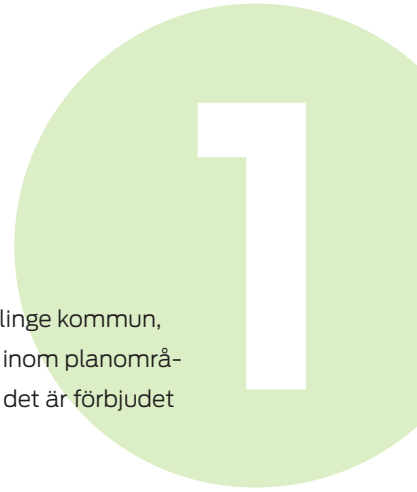 1
linge kommun,
inom planområ-
det är förbjudet